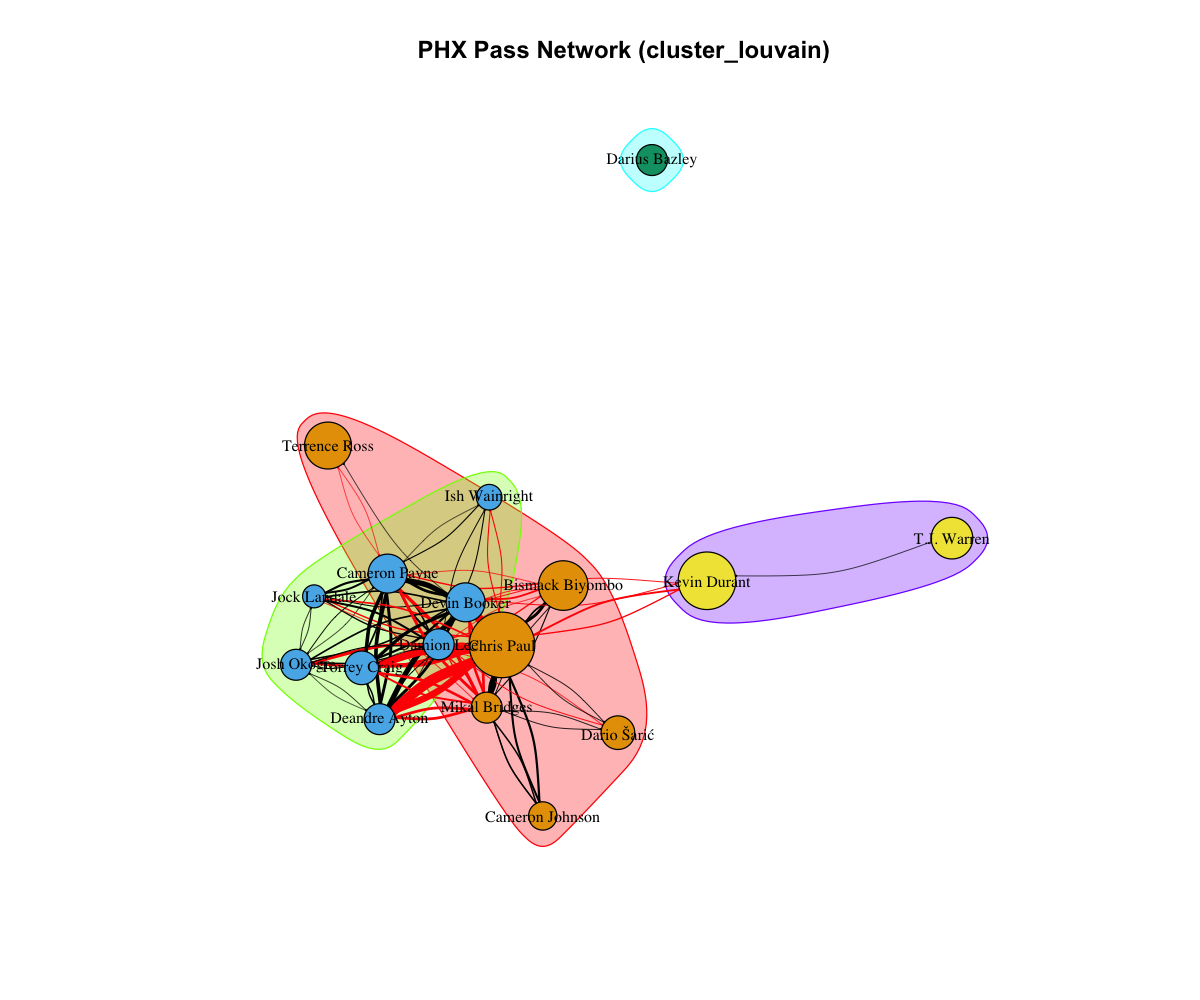 PHX Pass Network (cluster_louvain)
Darius Bazley
Terrence Ross
Ish Wainright
T.J. Warren
Cameron Payne
Kevin Durant
Bismack Biyombo
Jock Landale
Devin Booker
Damion Lee
Chris Paul
Josh Okogie
Torrey Craig
Mikal Bridges
Deandre Ayton
Dario Šarić
Cameron Johnson